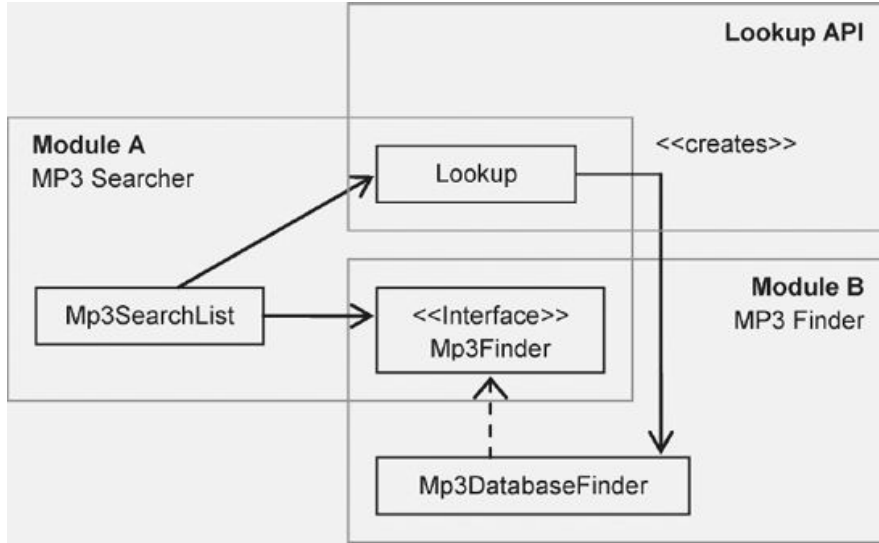 Lookup API
Module A
MP3 Searcher
<<creates>>
Lookup
Mp3SearchList
<<Interface>>
Mp3Finder
Module B
MP3 Finder
Mp3DatabaseFinder